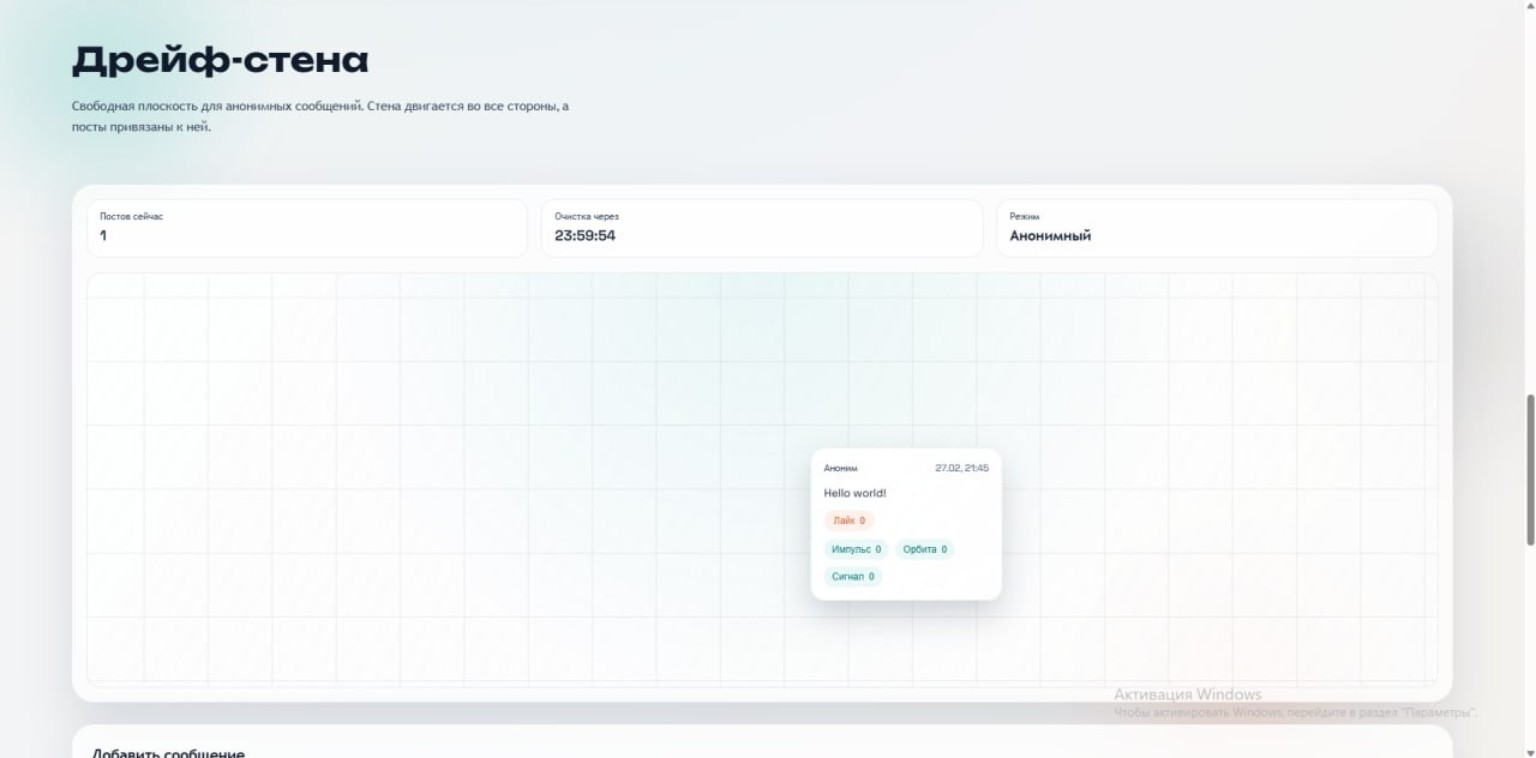 Дрейф-стена
Свободная плоскость для анонимных сообщений. Стена двигается во все стороны, а
посты привязаны к ней.
Постов сейчас
1
Очистка через
23:59:54
Режим
Анонимный
Аноним 27.02, 21:45
Hello world!
Лайк 0
Импульс 0 Орбита 0
Сигнал 0
Активация Windows
Чтобы активировать Windows, перейдите в раздел "Параметры".
Добавить сообщение